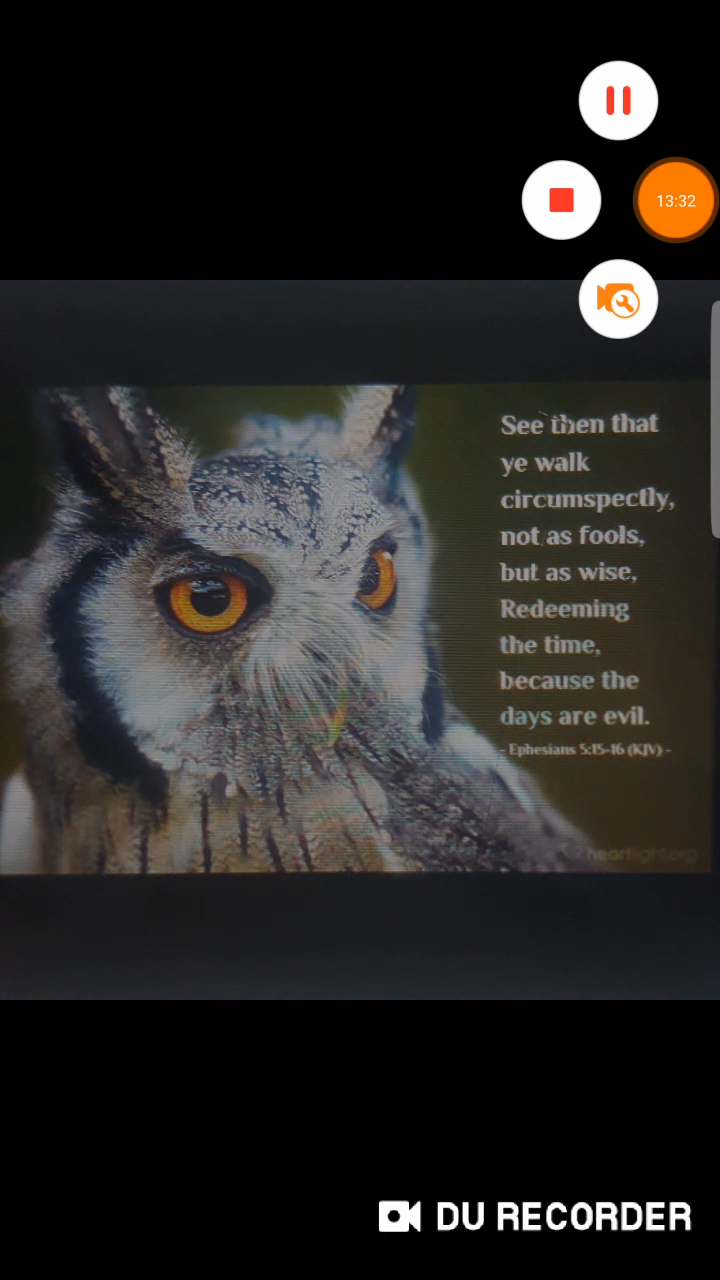 13:32
See then that
ye walk
circumspectly,
not as fools,
but as wise,
Redeeming
the time,
because the
days are evil.
- Ephesians 5:15-16 (KJV) -
heartlight.org
DU RECORDER